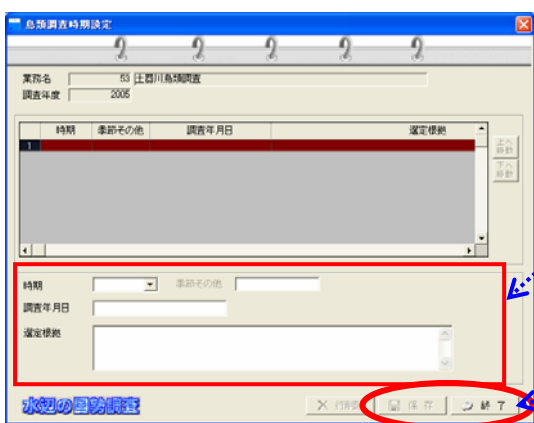 鳥類調査時期設定
業務名 53 土器川鳥類調査
調査年度 2005
時期 季節その他 調査年月日 選定根拠
1
上へ移動
下へ移動
時期 季節その他
調査年月日
選定根拠
水辺の国勢調査 行削除 保存 終了